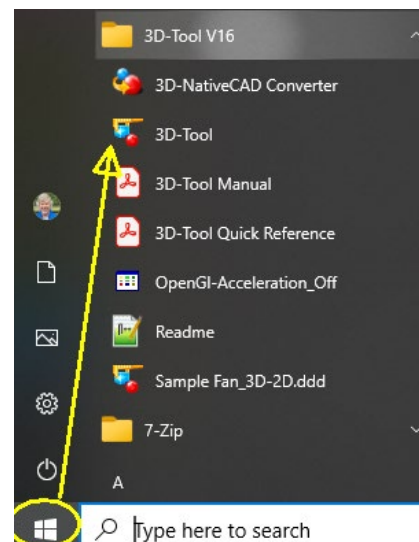 3D-Tool V16
3D-NativeCAD Converter
3D-Tool
3D-Tool Manual
3D-Tool Quick Reference
OpenGl-Acceleration_Off
Readme
Sample Fan_3D-2D.ddd
7-Zip
A
Type here to search